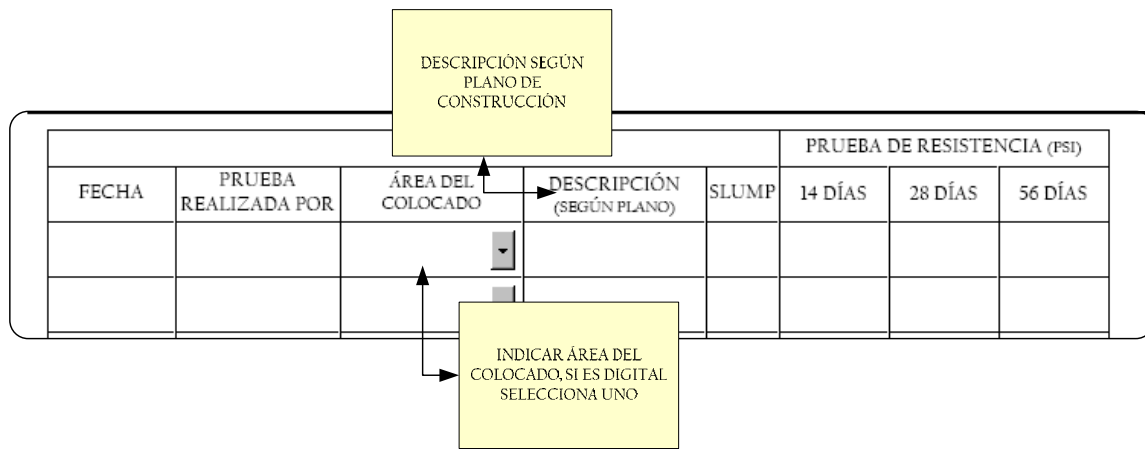 DESCRIPCIÓN SEGÚN
PLANO DE
CONSTRUCCIÓN
PRUEBA DE RESISTENCIA (PSI)
FECHA
PRUEBA
REALIZADA POR
ÁREA DEL
COLOCADO
DESCRIPCIÓN
(SEGÚN PLANO)
SLUMP
14 DÍAS
28 DÍAS
56 DÍAS
INDICAR ÁREA DEL
COLOCADO, SI ES DIGITAL
SELECCIONA UNO